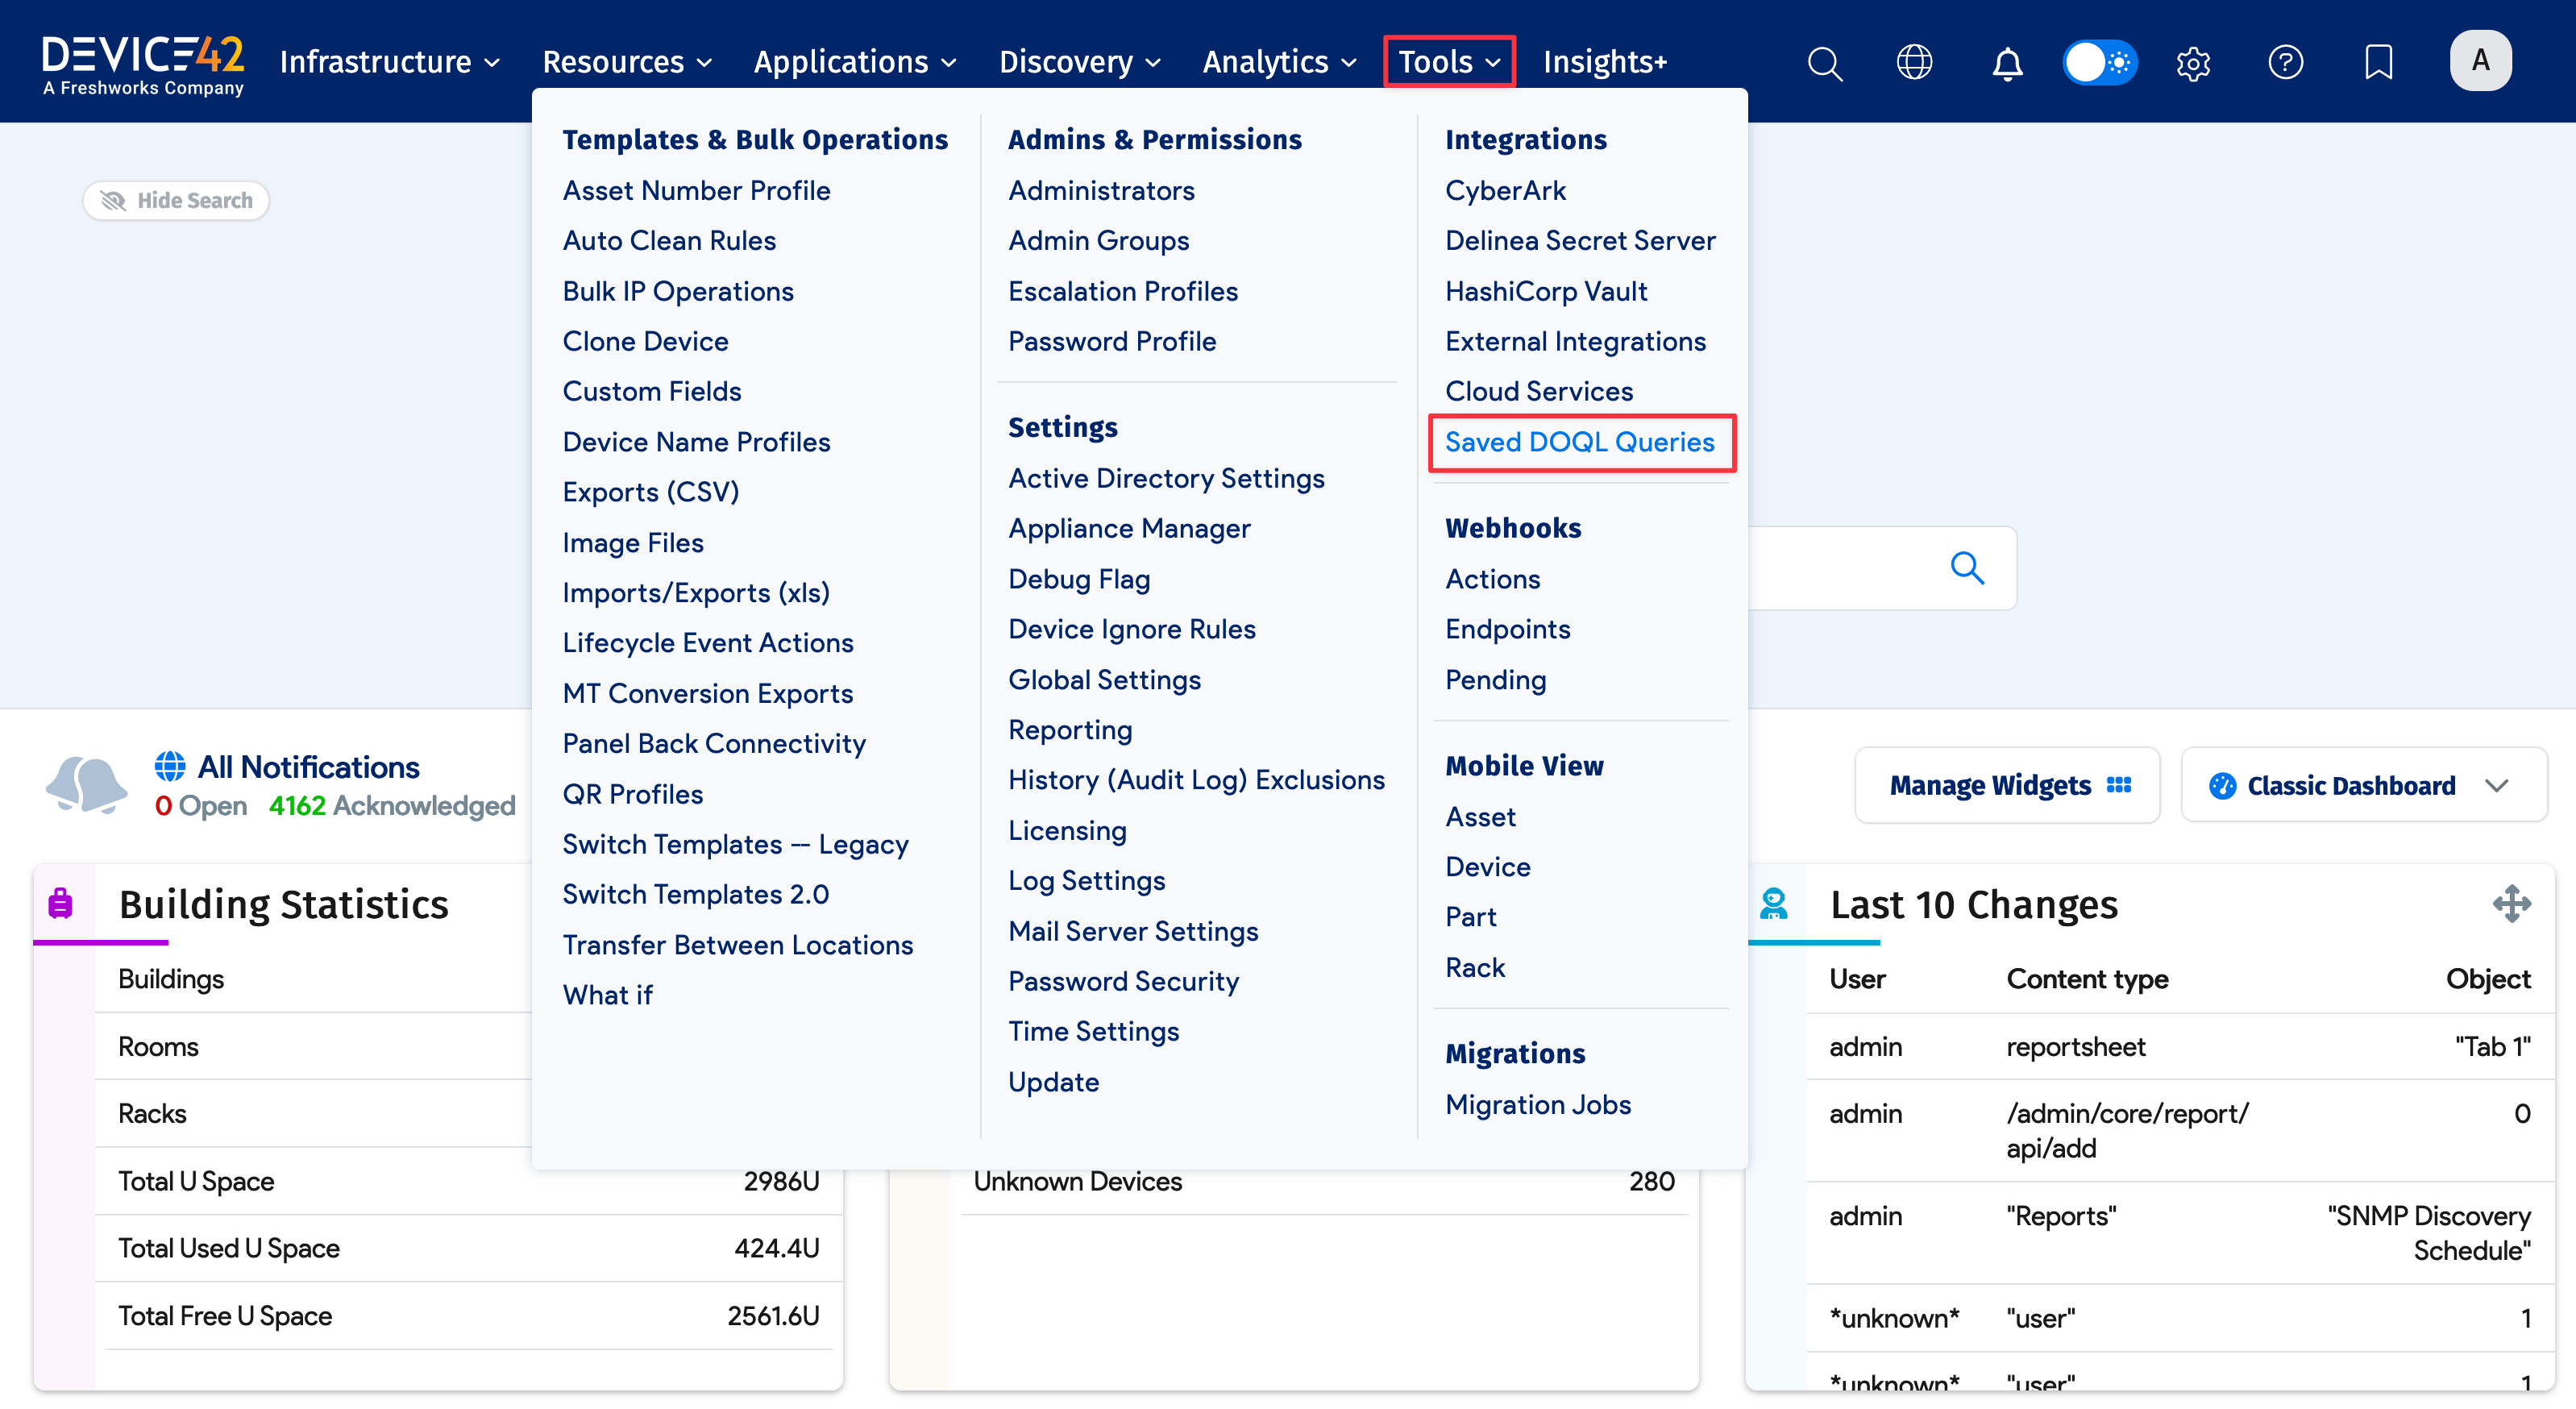 DEVICE42
A Freshworks Company
Infrastructure
Resources
Applications
Discovery
Analytics
Tools
Insights+
A
Hide Search
Templates & Bulk Operations
Asset Number Profile
Auto Clean Rules
Bulk IP Operations
Clone Device
Custom Fields
Device Name Profiles
Exports (CSV)
Image Files
Imports/Exports (xls)
Lifecycle Event Actions
MT Conversion Exports
Panel Back Connectivity
QR Profiles
Switch Templates -- Legacy
Switch Templates 2.0
Transfer Between Locations
What if
Admins & Permissions
Administrators
Admin Groups
Escalation Profiles
Password Profile
Settings
Active Directory Settings
Appliance Manager
Debug Flag
Device Ignore Rules
Global Settings
Reporting
History (Audit Log) Exclusions
Licensing
Log Settings
Mail Server Settings
Password Security
Time Settings
Update
Integrations
CyberArk
Delinea Secret Server
HashiCorp Vault
External Integrations
Cloud Services
Saved DOQL Queries
Webhooks
Actions
Endpoints
Pending
Mobile View
Asset
Device
Part
Rack
Migrations
Migration Jobs
All Notifications
0 Open 4162 Acknowledged
Manage Widgets
Classic Dashboard
Building Statistics
Buildings
Rooms
Racks
Total U Space 2986U
Total Used U Space 424.4U
Total Free U Space 2561.6U
Unknown Devices 280
Last 10 Changes
User Content type Object
admin reportsheet "Tab 1"
admin /admin/core/report/ 0
api/add
admin "Reports" "SNMP Discovery
Schedule"
*unknown* "user" 1
*unknown* "user" 1